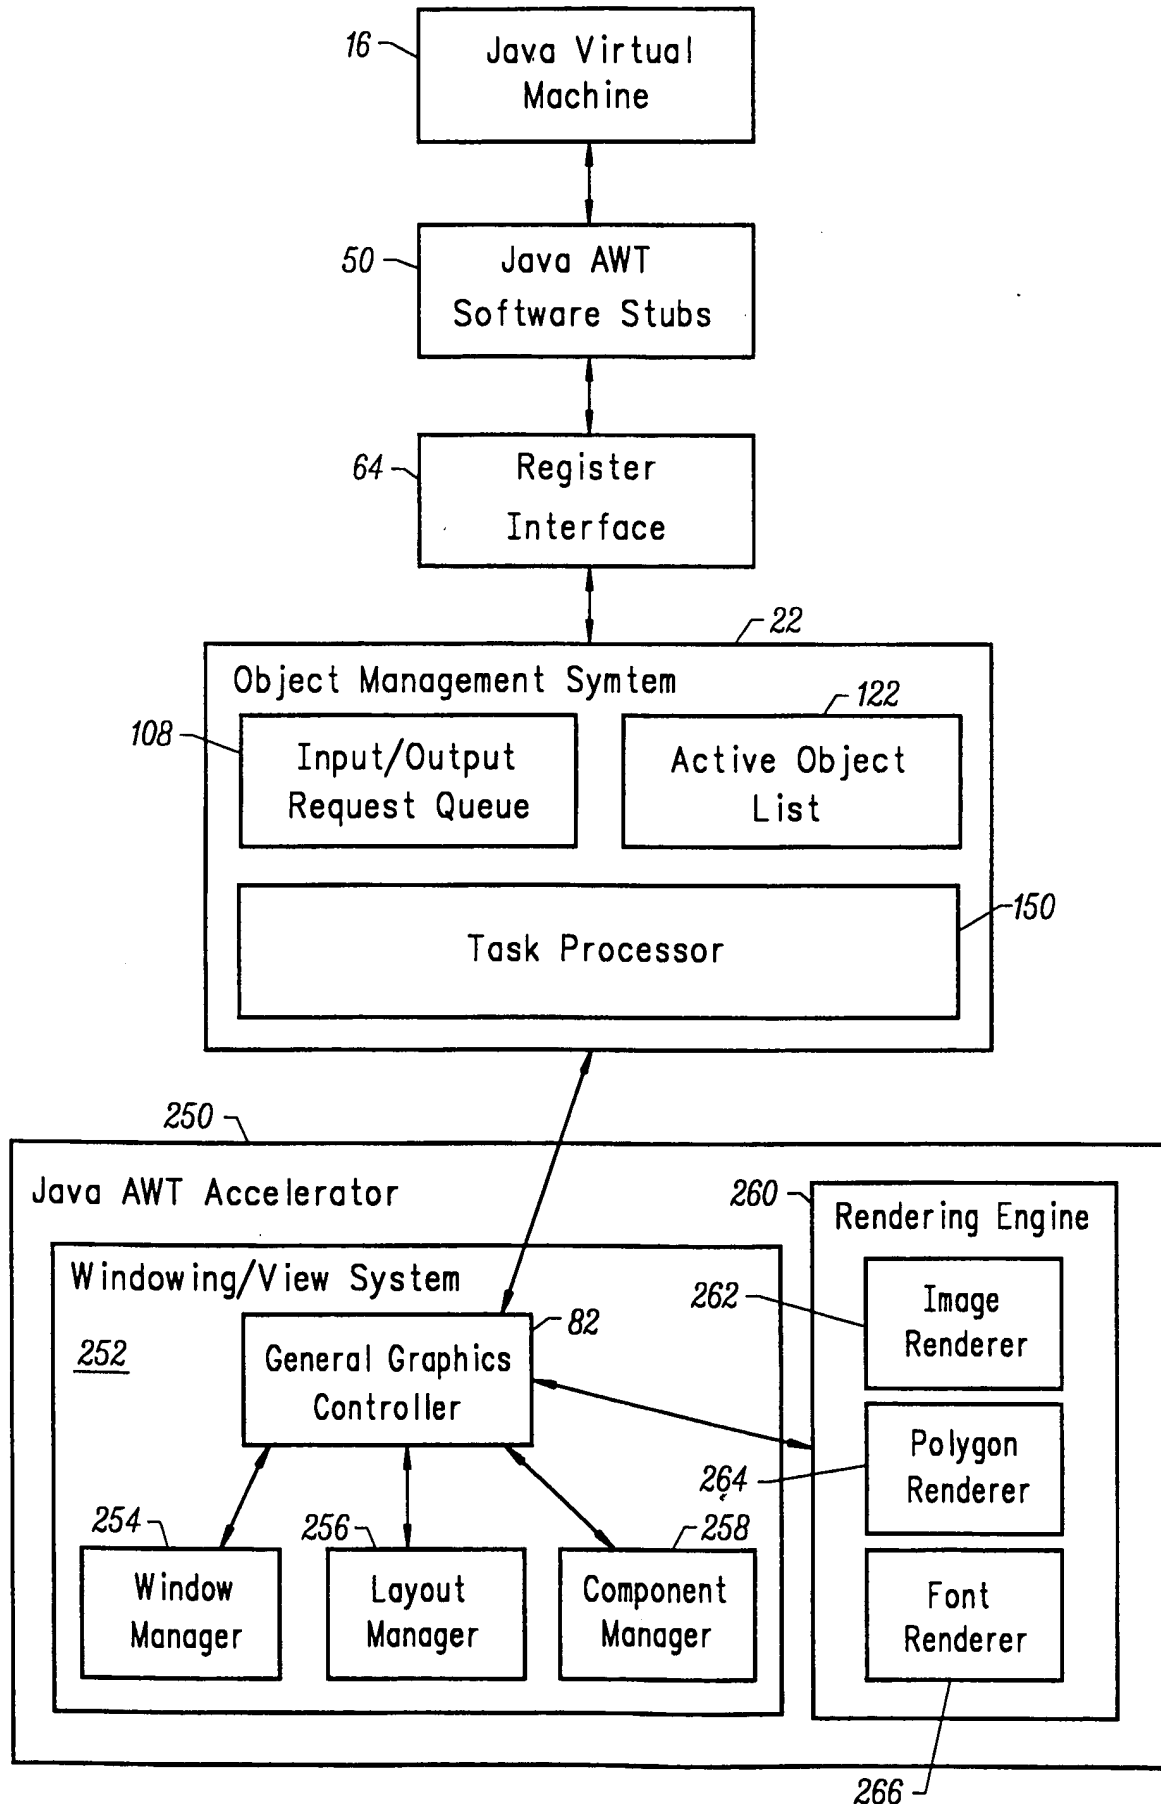 16
Java Virtual
Machine
50
Java AWT
Software Stubs
64
Register
Interface
22
Object Management Symtem
108
Input/Output
Request Queue
122
Active Object
List
150
Task Processor
250
Java AWT Accelerator
Windowing/View System
252
82
General Graphics
Controller
254
Window
Manager
256
Layout
Manager
258
Component
Manager
260
Rendering Engine
262
Image
Renderer
264
Polygon
Renderer
Font
Renderer
266